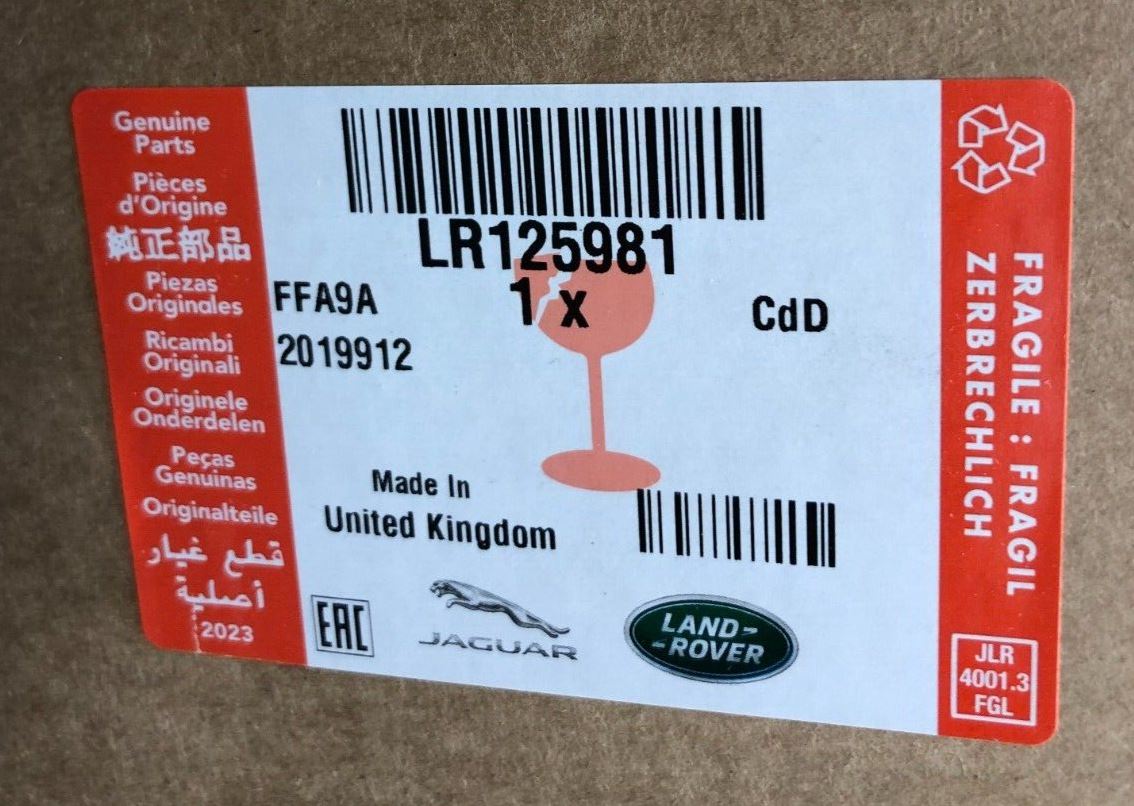 Genuine
Parts
Pièces
d'Origine
純正部品
Piezas
Originales
Ricambi
Originali
Originele
Onderdelen
Peças
Genuinas
Originalteile
قطع غيار
أصلية
2023
LR125981
1 x
FFA9A
CdD
2019912
Made In
United Kingdom
EAC
JAGUAR
LAND-
-ROVER
FRAGILE : FRAGIL
ZERBRECHLICH
JLR
4001.3
FGL